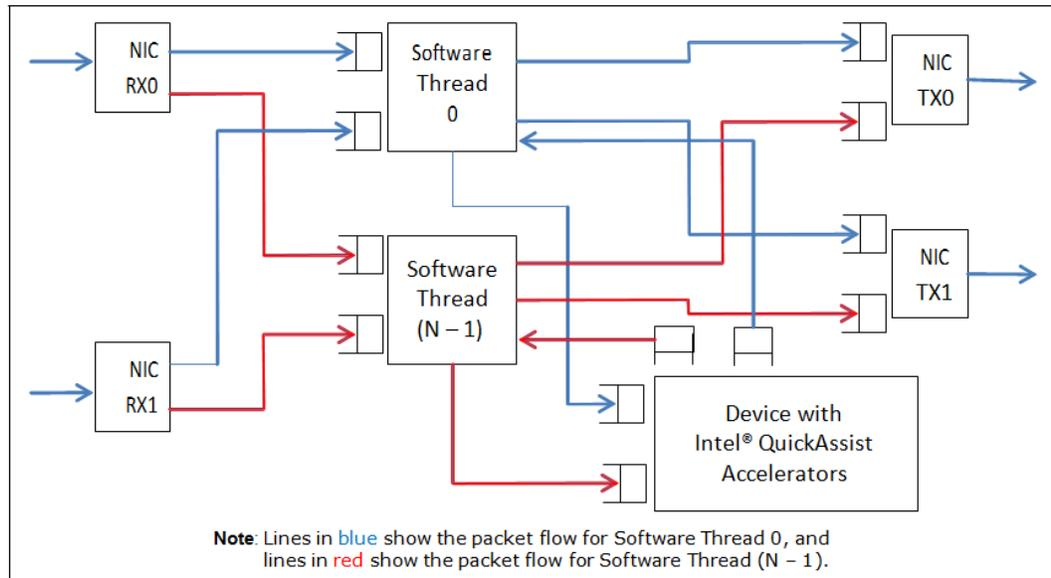 NIC
RX0
Software
Thread
0
NIC
TX0
Software
Thread
(N – 1)
NIC
TX1
NIC
RX1
Device with
Intel® QuickAssist
Accelerators
Note: Lines in blue show the packet flow for Software Thread 0, and
lines in red show the packet flow for Software Thread (N – 1).